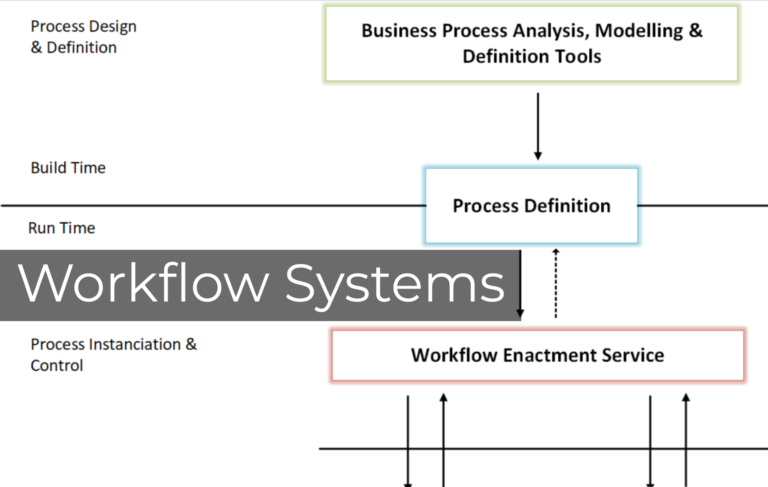 Process Design
& Definition
Business Process Analysis, Modelling &
Definition Tools
Build Time
Process Definition
Run Time
Workflow Systems
Process Instanciation &
Control
Workflow Enactment Service